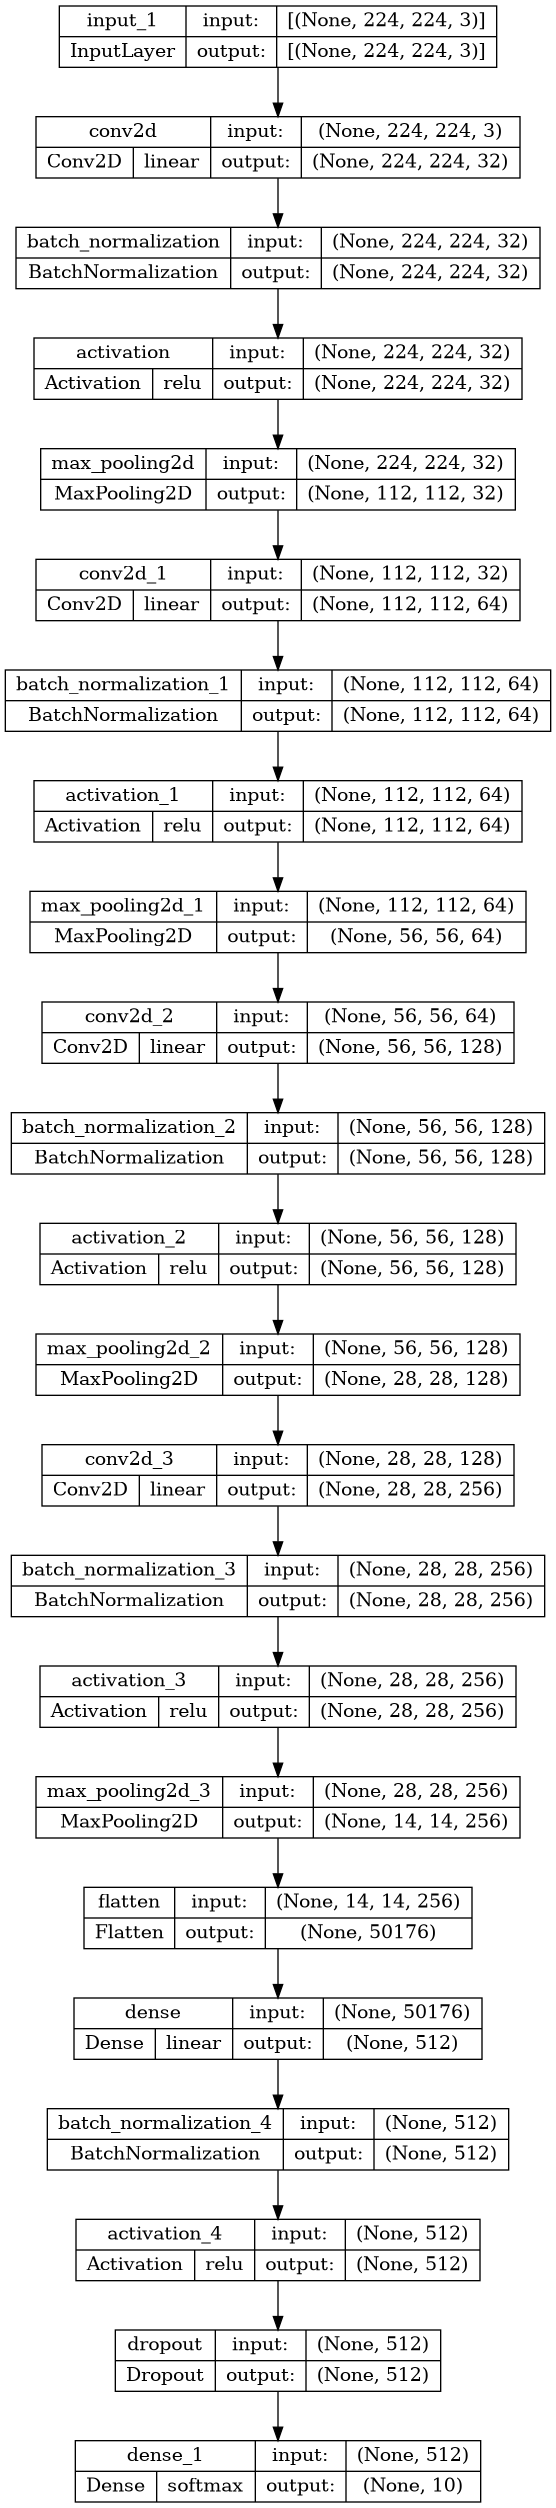 input_1 input: [(None, 224, 224, 3)]
InputLayer output: [(None, 224, 224, 3)]
conv2d input: (None, 224, 224, 3)
Conv2D linear output: (None, 224, 224, 32)
batch_normalization input: (None, 224, 224, 32)
BatchNormalization output: (None, 224, 224, 32)
activation input: (None, 224, 224, 32)
Activation relu output: (None, 224, 224, 32)
max_pooling2d input: (None, 224, 224, 32)
MaxPooling2D output: (None, 112, 112, 32)
conv2d_1 input: (None, 112, 112, 32)
Conv2D linear output: (None, 112, 112, 64)
batch_normalization_1 input: (None, 112, 112, 64)
BatchNormalization output: (None, 112, 112, 64)
activation_1 input: (None, 112, 112, 64)
Activation relu output: (None, 112, 112, 64)
max_pooling2d_1 input: (None, 112, 112, 64)
MaxPooling2D output: (None, 56, 56, 64)
conv2d_2 input: (None, 56, 56, 64)
Conv2D linear output: (None, 56, 56, 128)
batch_normalization_2 input: (None, 56, 56, 128)
BatchNormalization output: (None, 56, 56, 128)
activation_2 input: (None, 56, 56, 128)
Activation relu output: (None, 56, 56, 128)
max_pooling2d_2 input: (None, 56, 56, 128)
MaxPooling2D output: (None, 28, 28, 128)
conv2d_3 input: (None, 28, 28, 128)
Conv2D linear output: (None, 28, 28, 256)
batch_normalization_3 input: (None, 28, 28, 256)
BatchNormalization output: (None, 28, 28, 256)
activation_3 input: (None, 28, 28, 256)
Activation relu output: (None, 28, 28, 256)
max_pooling2d_3 input: (None, 28, 28, 256)
MaxPooling2D output: (None, 14, 14, 256)
flatten input: (None, 14, 14, 256)
Flatten output: (None, 50176)
dense input: (None, 50176)
Dense linear output: (None, 512)
batch_normalization_4 input: (None, 512)
BatchNormalization output: (None, 512)
activation_4 input: (None, 512)
Activation relu output: (None, 512)
dropout input: (None, 512)
Dropout output: (None, 512)
dense_1 input: (None, 512)
Dense softmax output: (None, 10)